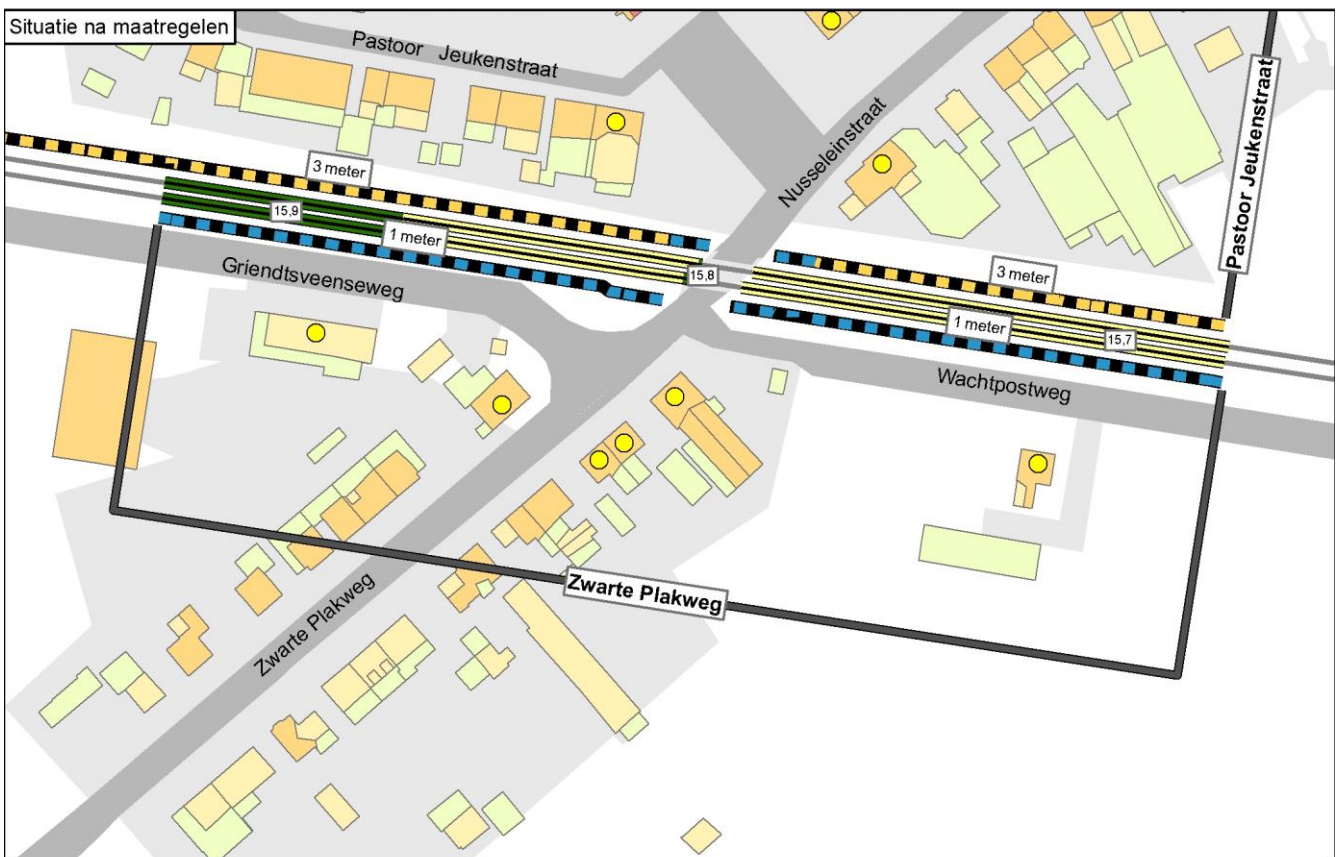 Situatie na maatregelen
Pastoor Jeukenstraat
Nusseleinstraat
Pastoor Jeukenstraat
3 meter
15,9
1 meter
Griendtsveenseweg
15,8
3 meter
1 meter
15,7
Wachtpostweg
Zwarte Plakweg
Zwarte Plakweg